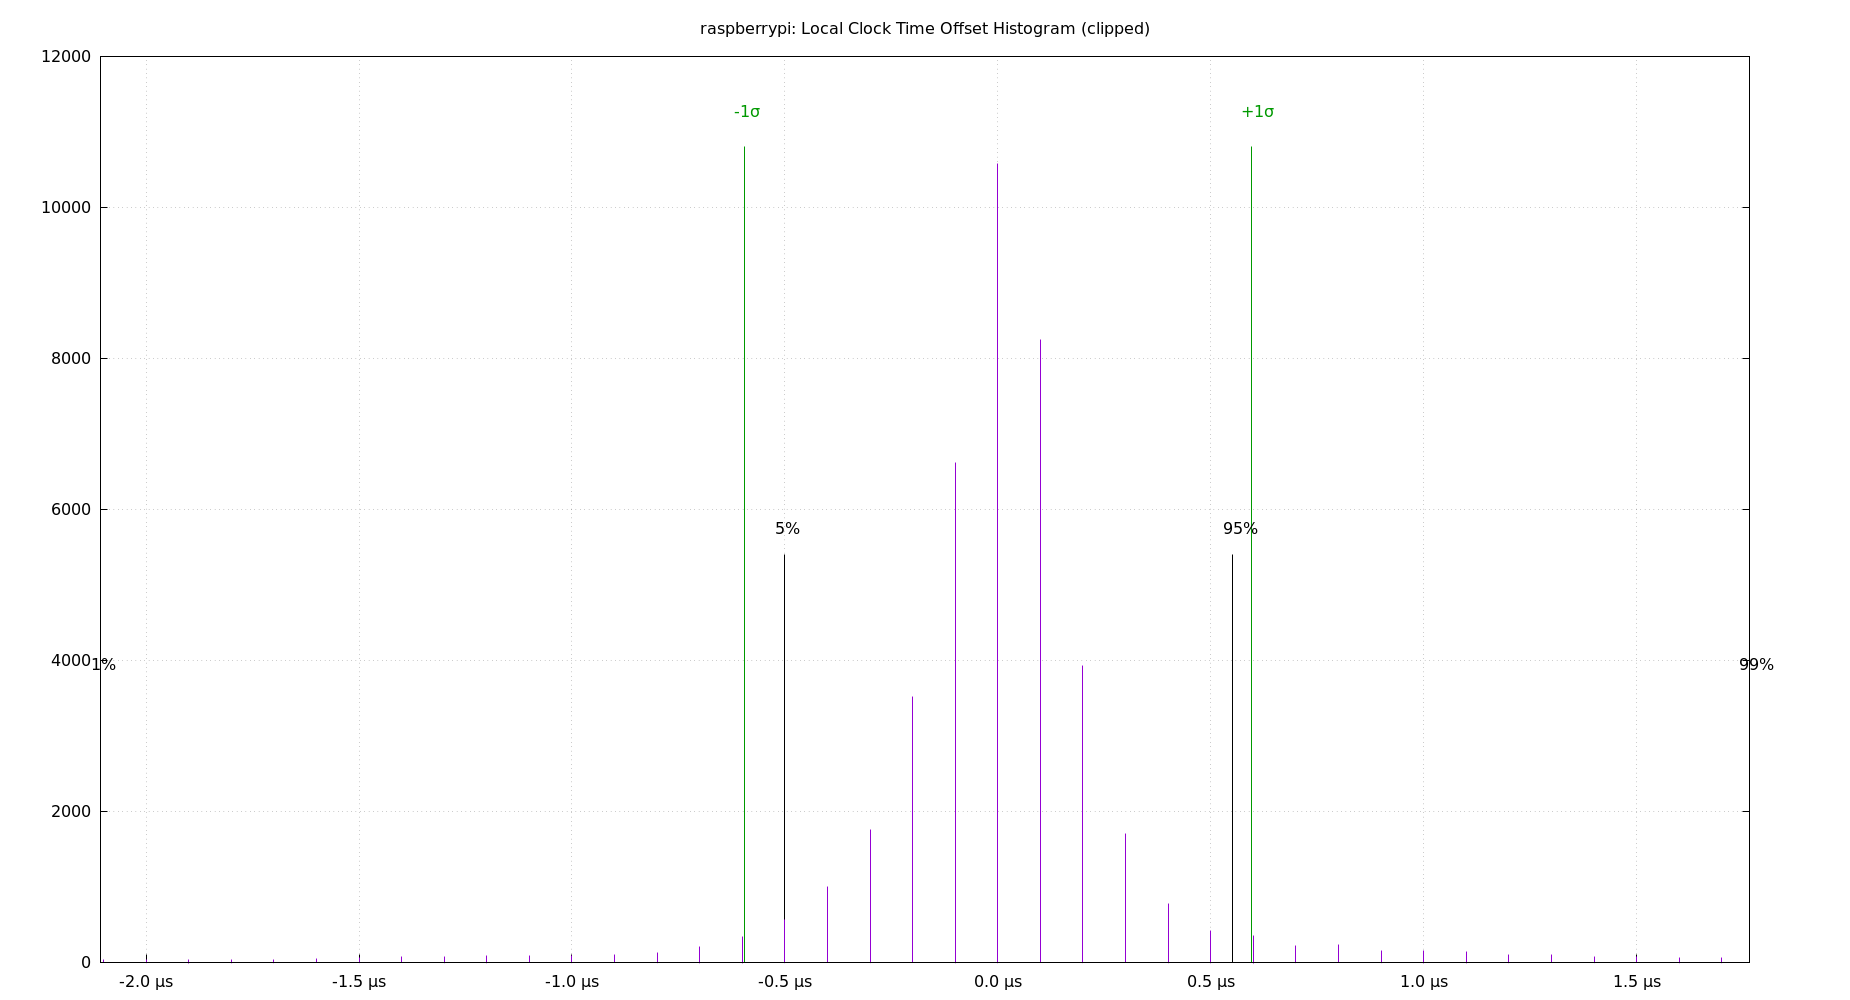 raspberrypi: Local Clock Time Offset Histogram (clipped)
12000
-1σ +1σ
10000
8000
6000
5% 95%
4000 1% 99%
2000
0
-2.0 µs -1.5 µs -1.0 µs -0.5 µs 0.0 µs 0.5 µs 1.0 µs 1.5 µs